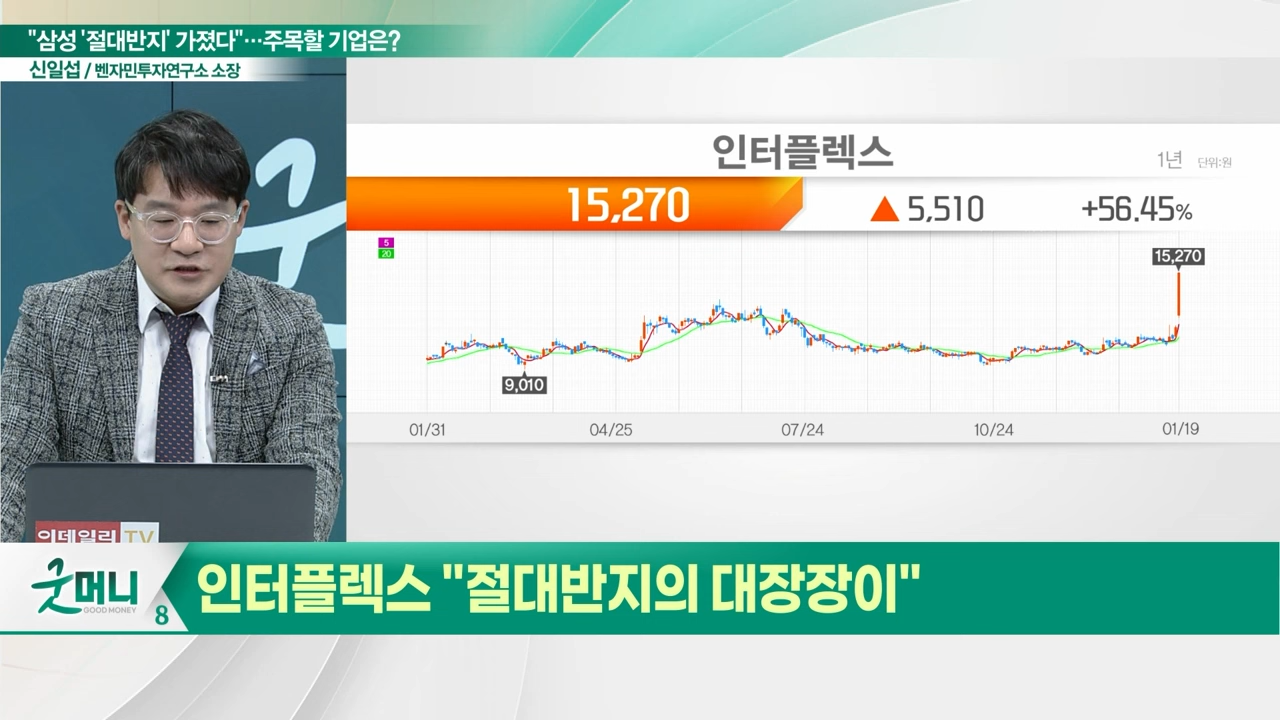 "삼성 '절대반지' 가졌다"…주목할 기업은?
신일섭 / 벤자민투자연구소 소장
인터플렉스
1년 단위:원
15,270 ▲ 5,510 +56.45%
5
20
15,270
9,010
01/31 04/25 07/24 10/24 01/19
이데일리 TV
굿머니
GOOD MONEY
8
인터플렉스 "절대반지의 대장장이"